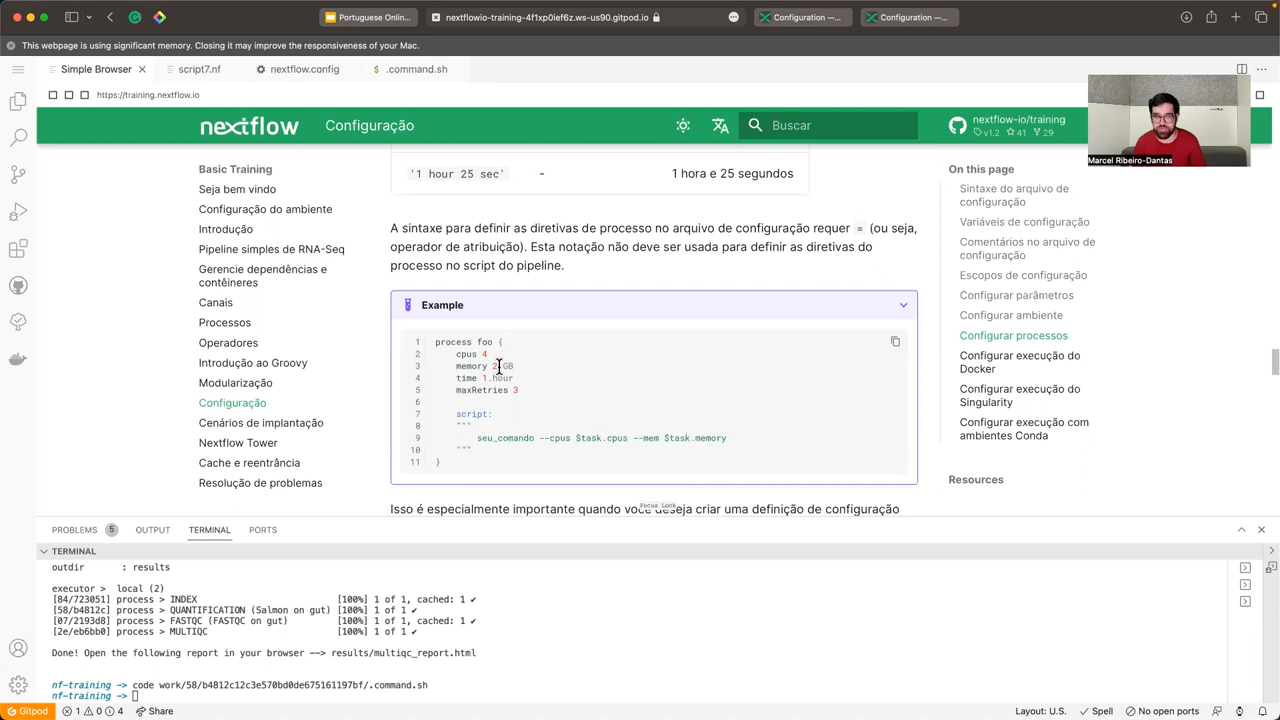 Portuguese Onlin...
nextflowio-training-4f1xp0ief6z.ws-us90.gitpod.io
Configuration —...
Configuration —...
This webpage is using significant memory. Closing it may improve the responsiveness of your Mac.
Simple Browser
script7.nf
nextflow.config
.command.sh
https://training.nextflow.io
nextflow
Configuração
Buscar
nextflow-io/training
v1.2 41 29
Marcel Ribeiro-Dantas
Basic Training
Seja bem vindo
Configuração do ambiente
Introdução
Pipeline simples de RNA-Seq
Gerencie dependências e
contêineres
Canais
Processos
Operadores
Introdução ao Groovy
Modularização
Configuração
Cenários de implantação
Nextflow Tower
Cache e reentrância
Resolução de problemas
'1 hour 25 sec' - 1 hora e 25 segundos
A sintaxe para definir as diretivas de processo no arquivo de configuração requer = (ou seja,
operador de atribuição). Esta notação não deve ser usada para definir as diretivas do
processo no script do pipeline.
Example
1 process foo {
2 cpus 4
3 memory 2.GB
4 time 1.hour
5 maxRetries 3
6
7 script:
8 """
9 seu_comando --cpus $task.cpus --mem $task.memory
10 """
11 }
Focus Lock
Isso é especialmente importante quando você deseja criar uma definição de configuração
On this page
Sintaxe do arquivo de
configuração
Variáveis de configuração
Comentários no arquivo de
configuração
Escopos de configuração
Configurar parâmetros
Configurar ambiente
Configurar processos
Configurar execução do
Docker
Configurar execução do
Singularity
Configurar execução com
ambientes Conda
Resources
PROBLEMS 5 OUTPUT TERMINAL PORTS
TERMINAL
outdir : results
executor > local (2)
[84/723051] process > INDEX [100%] 1 of 1, cached: 1 ✔
[58/b4812c] process > QUANTIFICATION (Salmon on gut) [100%] 1 of 1 ✔
[07/2193d8] process > FASTQC (FASTQC on gut) [100%] 1 of 1, cached: 1 ✔
[2e/eb6bb0] process > MULTIQC [100%] 1 of 1 ✔
Done! Open the following report in your browser --> results/multiqc_report.html
nf-training -> code work/58/b4812c12c3e570bd0de675161197bf/.command.sh
nf-training ->
Gitpod 1 0 4 Share
Layout: U.S. Spell No open ports